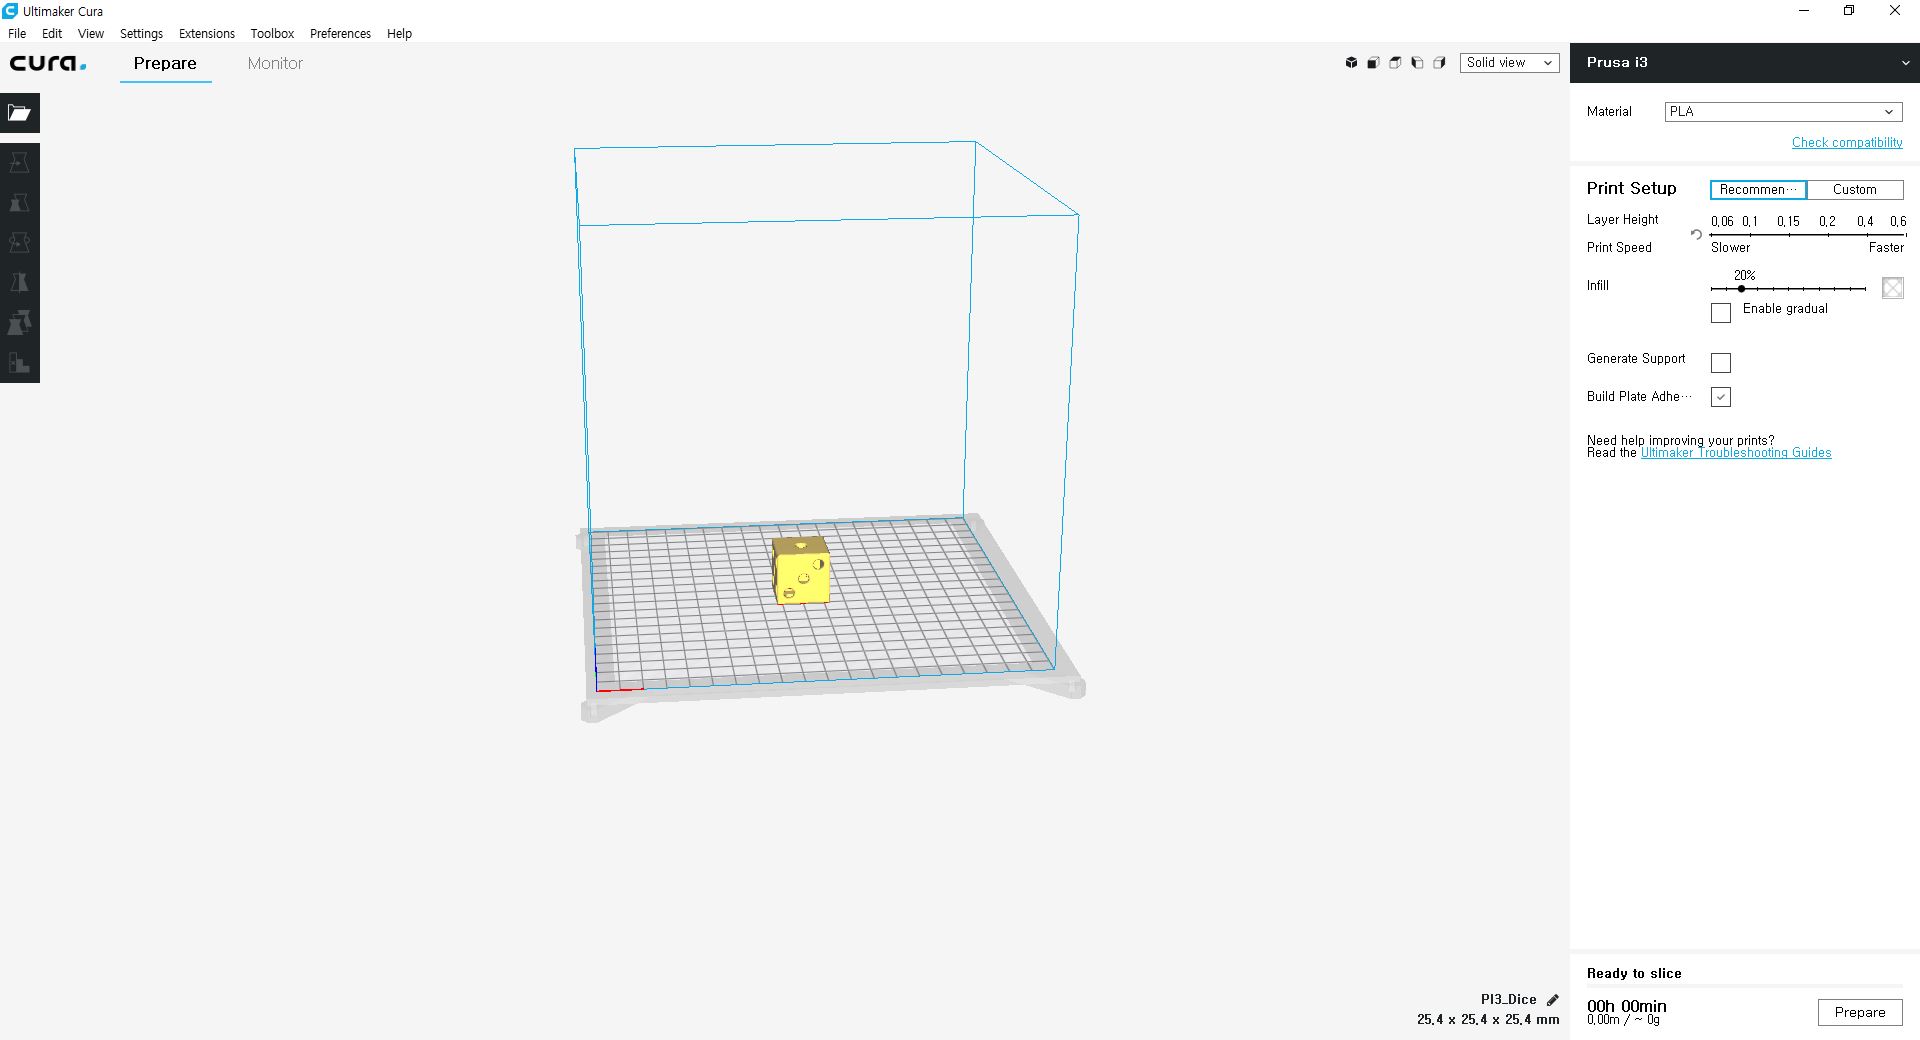 Ultimaker Cura
File Edit View Settings Extensions Toolbox Preferences Help
cura.
Prepare Monitor
Solid view
Prusa i3
Material PLA
Check compatibility
Print Setup Recommen… Custom
Layer Height 0,06 0,1 0,15 0,2 0,4 0,6
Print Speed Slower Faster
20%
Infill
Enable gradual
Generate Support
Build Plate Adhe…
Need help improving your prints?
Read the Ultimaker Troubleshooting Guides
Ready to slice
PI3_Dice
25,4 x 25,4 x 25,4 mm
00h 00min
0,00m / ~ 0g
Prepare